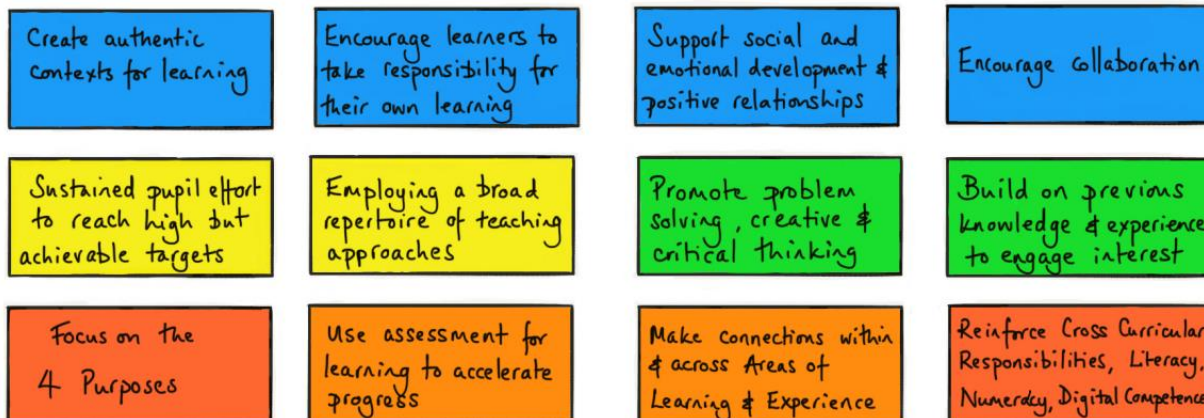 Create authentic
contexts for learning
Encourage learners to
take responsibility for
their own learning
Support social and
emotional development &
positive relationships
Encourage collaboration
Sustained pupil effort
to reach high but
achievable targets
Employing a broad
repertoire of teaching
approaches
Promote problem
solving, creative &
critical thinking
Build on previous
knowledge & experience
to engage interest
Focus on the
4 Purposes
Use assessment for
learning to accelerate
progress
Make connections within
& across Areas of
Learning & Experience
Reinforce Cross Curricular
Responsibilities, Literacy,
Numeracy, Digital Competence